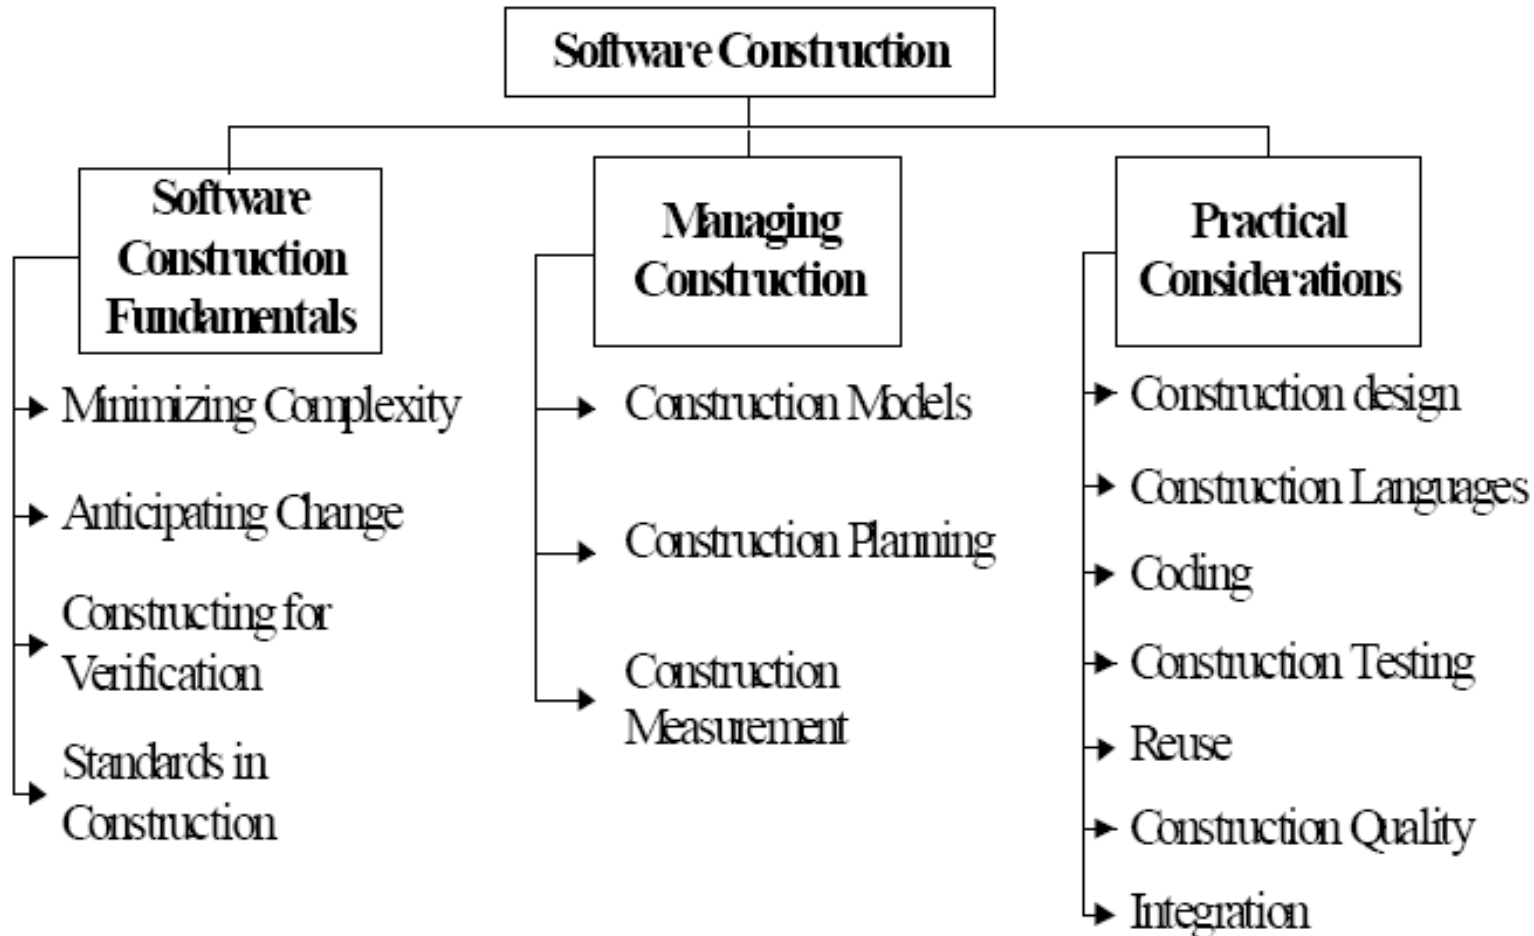 Software Construction
Software
Construction
Fundamentals
Minimizing Complexity
Anticipating Change
Constructing for
Verification
Standards in
Construction
Managing
Construction
Construction Models
Construction Planning
Construction
Measurement
Practical
Considerations
Construction design
Construction Languages
Coding
Construction Testing
Reuse
Construction Quality
Integration